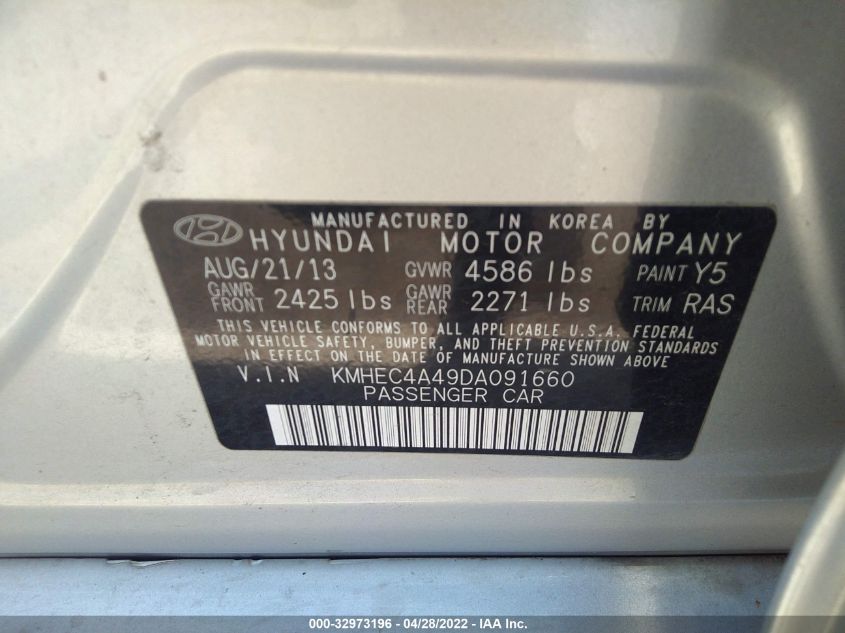 MANUFACTURED IN KOREA BY
HYUNDAI MOTOR COMPANY
AUG/21/13 GVWR 4586 lbs PAINT Y5
GAWR FRONT 2425 lbs GAWR REAR 2271 lbs TRIM RAS
THIS VEHICLE CONFORMS TO ALL APPLICABLE U.S.A. FEDERAL
MOTOR VEHICLE SAFETY, BUMPER, AND THEFT PREVENTION STANDARDS
IN EFFECT ON THE DATE OF MANUFACTURE SHOWN ABOVE
V.I.N KMHEC4A49DA091660
PASSENGER CAR
000-32973196 - 04/28/2022 - IAA Inc.